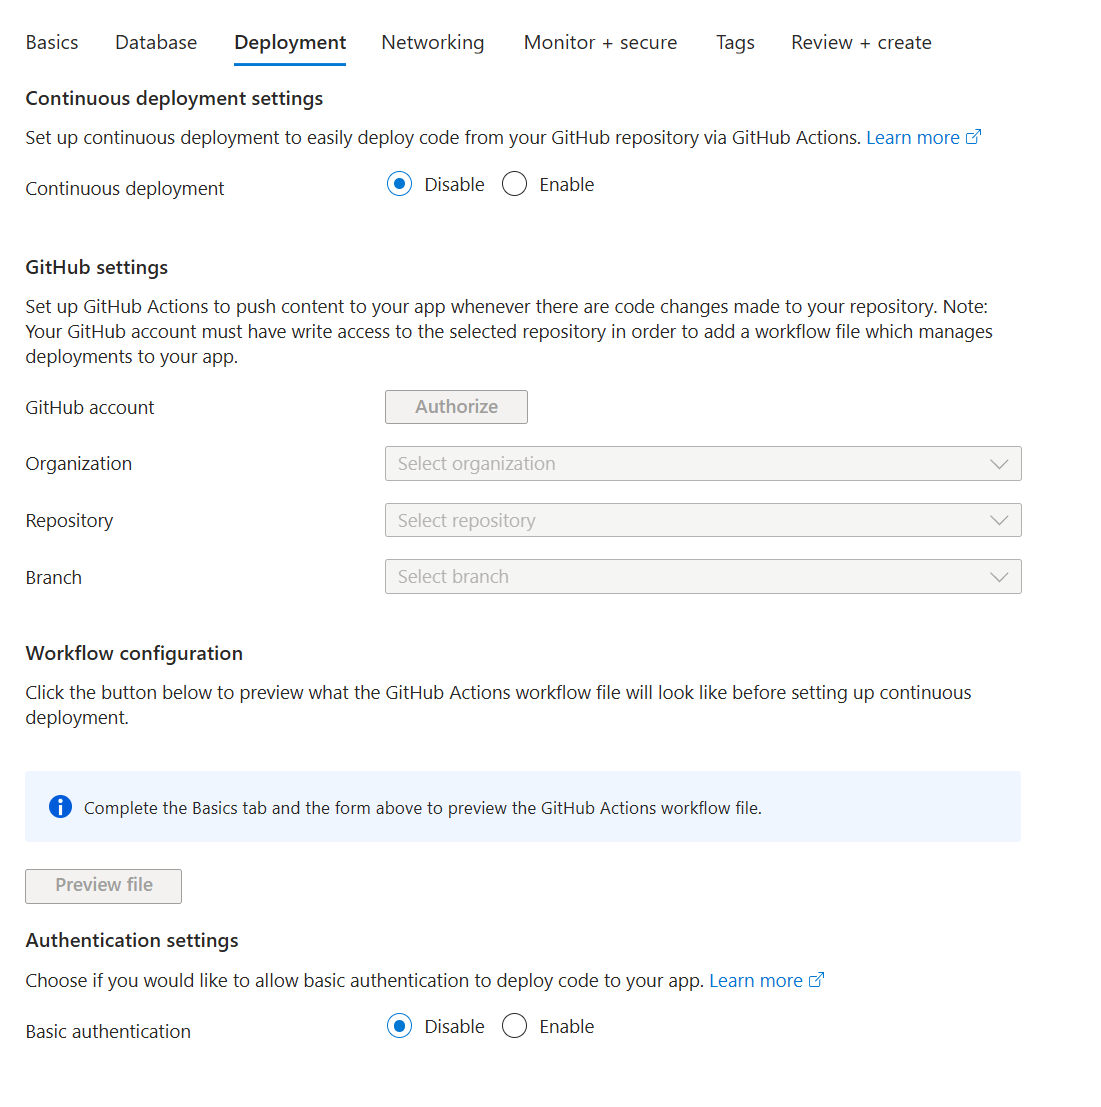 Basics Database Deployment Networking Monitor + secure Tags Review + create
Continuous deployment settings
Set up continuous deployment to easily deploy code from your GitHub repository via GitHub Actions. Learn more
Continuous deployment Disable Enable
GitHub settings
Set up GitHub Actions to push content to your app whenever there are code changes made to your repository. Note:
Your GitHub account must have write access to the selected repository in order to add a workflow file which manages
deployments to your app.
GitHub account Authorize
Organization Select organization
Repository Select repository
Branch Select branch
Workflow configuration
Click the button below to preview what the GitHub Actions workflow file will look like before setting up continuous
deployment.
Complete the Basics tab and the form above to preview the GitHub Actions workflow file.
Preview file
Authentication settings
Choose if you would like to allow basic authentication to deploy code to your app. Learn more
Basic authentication Disable Enable